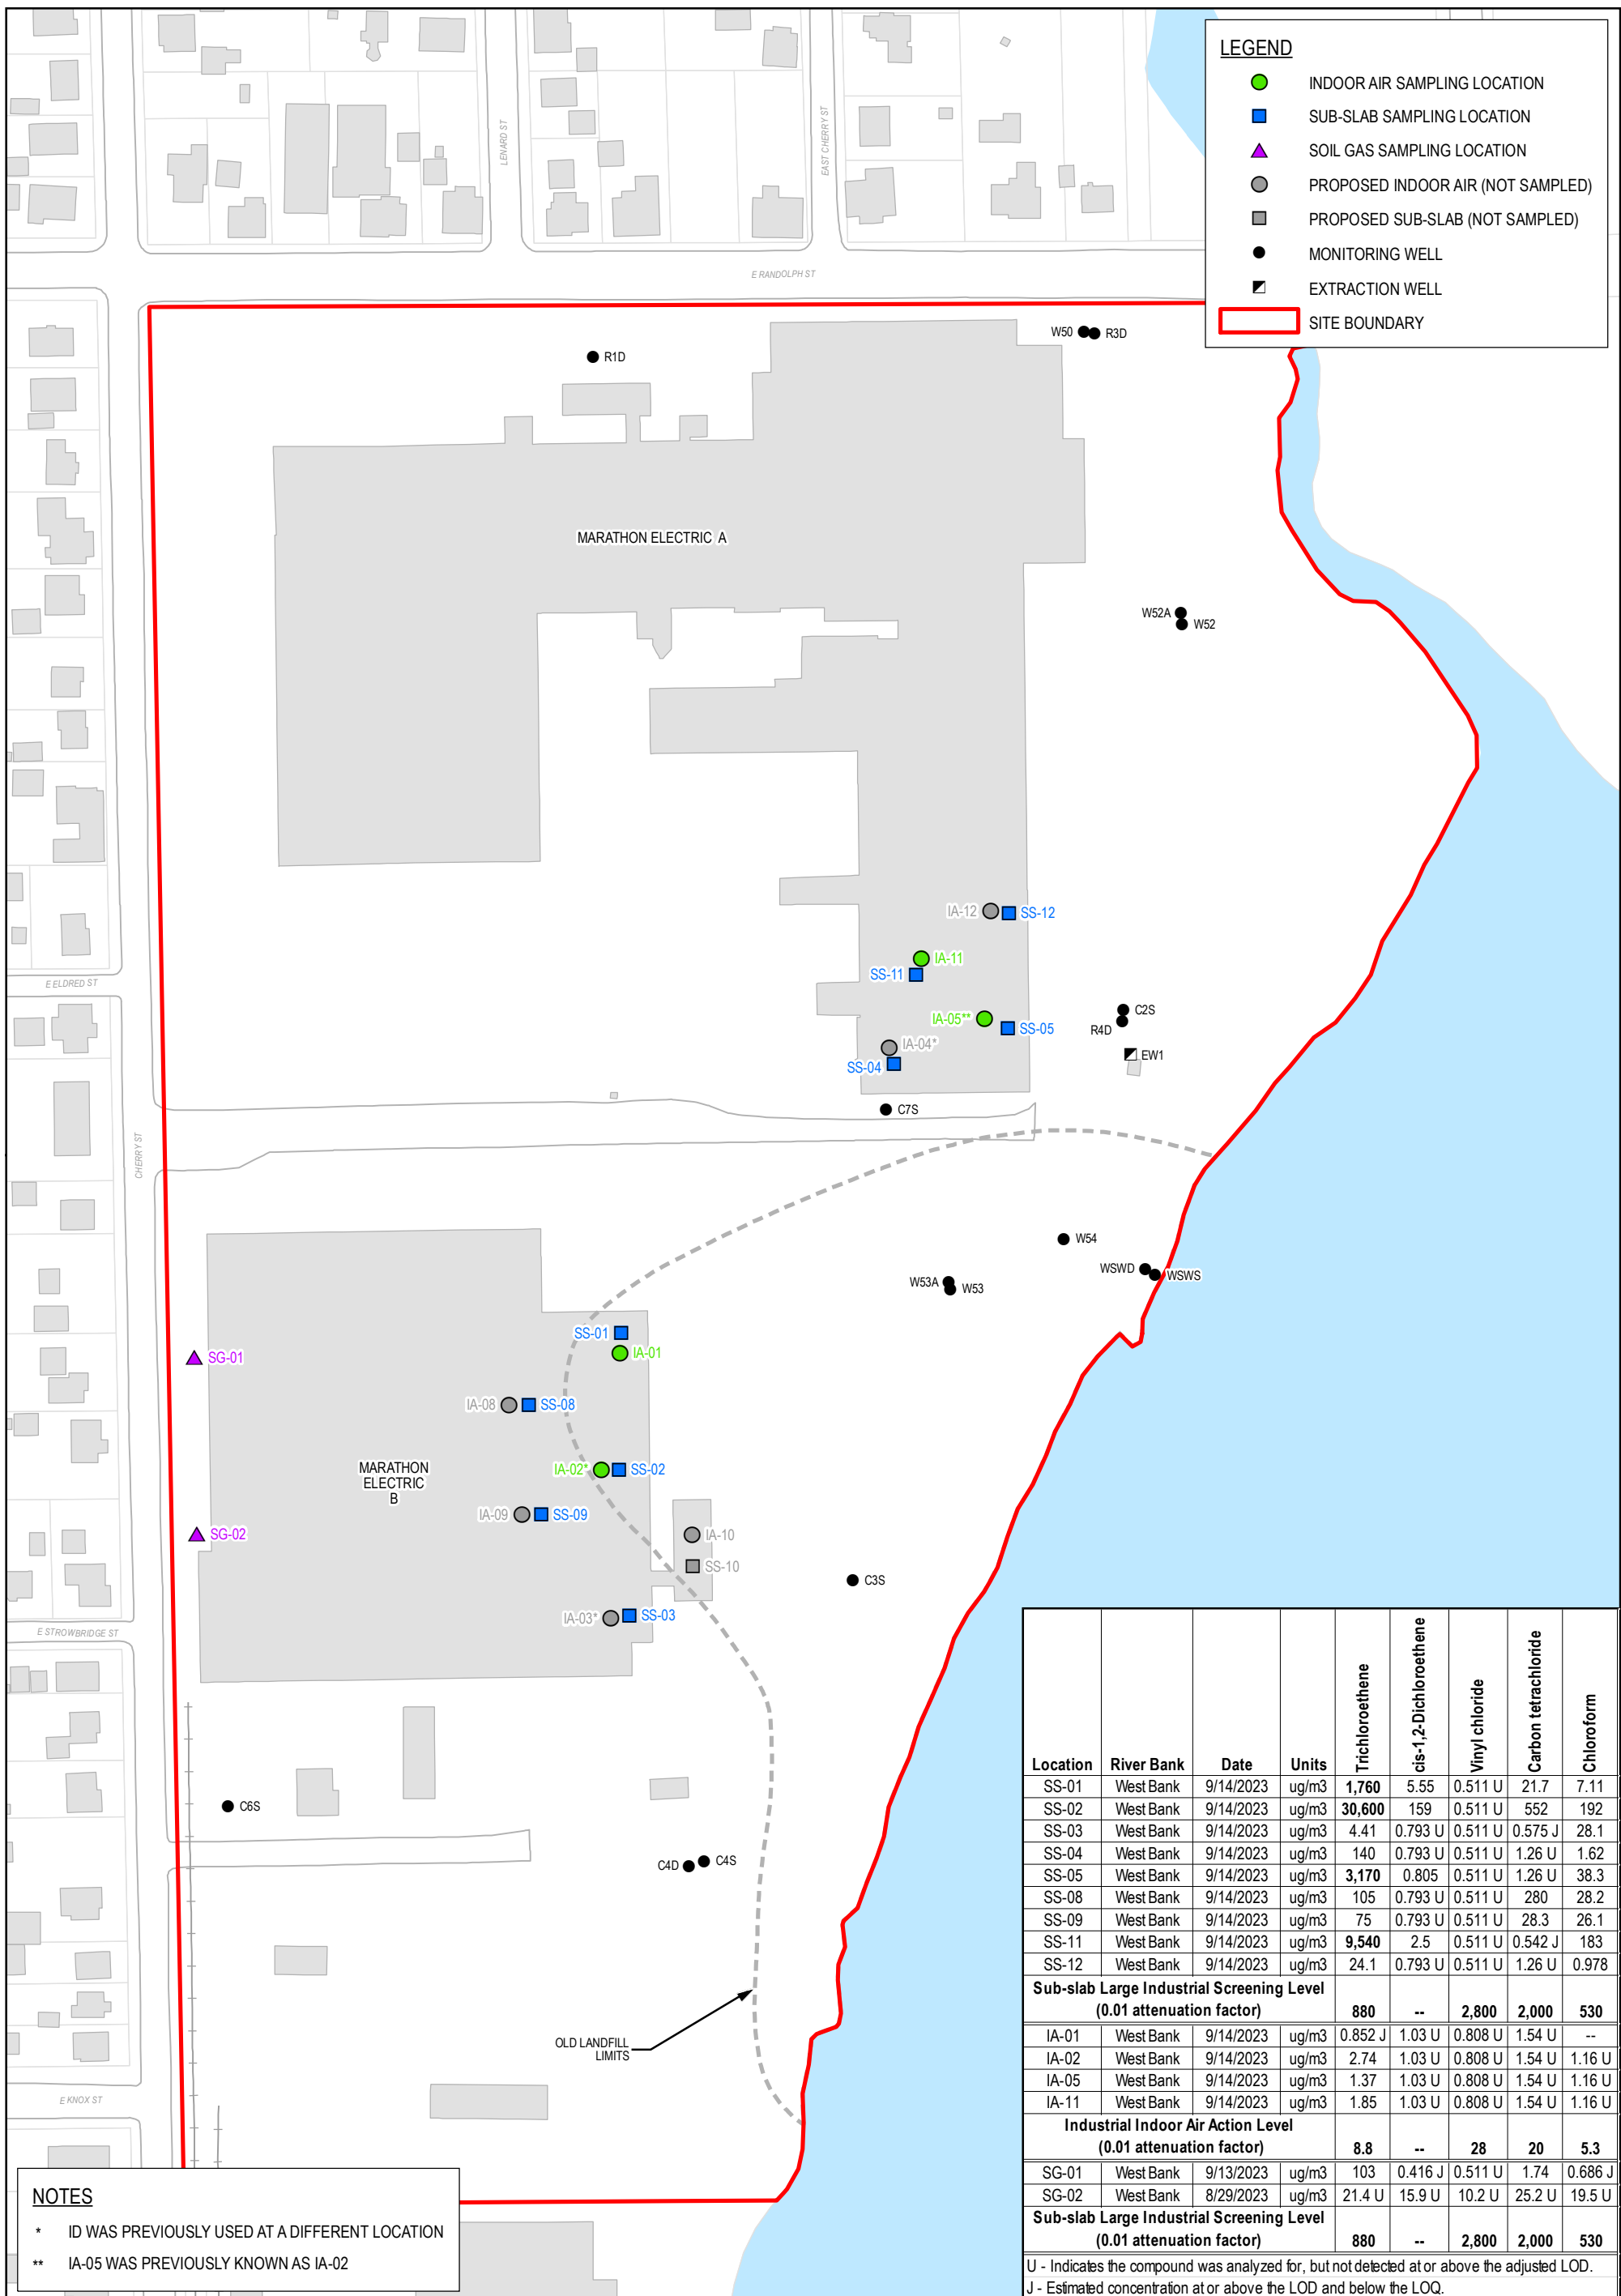 LEGEND
INDOOR AIR SAMPLING LOCATION
SUB-SLAB SAMPLING LOCATION
SOIL GAS SAMPLING LOCATION
PROPOSED INDOOR AIR (NOT SAMPLED)
PROPOSED SUB-SLAB (NOT SAMPLED)
MONITORING WELL
EXTRACTION WELL
SITE BOUNDARY
LENARD ST
EAST CHERRY ST
E RANDOLPH ST
W50 R3D
R1D
MARATHON ELECTRIC A
W52A
W52
IA-12 SS-12
IA-11
SS-11
E ELDRED ST
IA-05** SS-05
C2S
R4D
IA-04*
SS-04
EW1
C7S
CHERRY ST
W54
WSWD
WSWS
W53A
W53
SS-01
IA-01
SG-01
IA-08 SS-08
MARATHON
ELECTRIC
B
IA-02* SS-02
IA-09 SS-09
SG-02
IA-10
SS-10
C3S
IA-03* SS-03
E STROWBRIDGE ST
C6S
C4D C4S
OLD LANDFILL
LIMITS
E KNOX ST
Location River Bank Date Units Trichloroethene cis-1,2-Dichloroethene Vinyl chloride Carbon tetrachloride Chloroform
SS-01 West Bank 9/14/2023 ug/m3 1,760 5.55 0.511 U 21.7 7.11
SS-02 West Bank 9/14/2023 ug/m3 30,600 159 0.511 U 552 192
SS-03 West Bank 9/14/2023 ug/m3 4.41 0.793 U 0.511 U 0.575 J 28.1
SS-04 West Bank 9/14/2023 ug/m3 140 0.793 U 0.511 U 1.26 U 1.62
SS-05 West Bank 9/14/2023 ug/m3 3,170 0.805 0.511 U 1.26 U 38.3
SS-08 West Bank 9/14/2023 ug/m3 105 0.793 U 0.511 U 280 28.2
SS-09 West Bank 9/14/2023 ug/m3 75 0.793 U 0.511 U 28.3 26.1
SS-11 West Bank 9/14/2023 ug/m3 9,540 2.5 0.511 U 0.542 J 183
SS-12 West Bank 9/14/2023 ug/m3 24.1 0.793 U 0.511 U 1.26 U 0.978
Sub-slab Large Industrial Screening Level
(0.01 attenuation factor) 880 -- 2,800 2,000 530
IA-01 West Bank 9/14/2023 ug/m3 0.852 J 1.03 U 0.808 U 1.54 U --
IA-02 West Bank 9/14/2023 ug/m3 2.74 1.03 U 0.808 U 1.54 U 1.16 U
IA-05 West Bank 9/14/2023 ug/m3 1.37 1.03 U 0.808 U 1.54 U 1.16 U
IA-11 West Bank 9/14/2023 ug/m3 1.85 1.03 U 0.808 U 1.54 U 1.16 U
Industrial Indoor Air Action Level
(0.01 attenuation factor) 8.8 -- 28 20 5.3
SG-01 West Bank 9/13/2023 ug/m3 103 0.416 J 0.511 U 1.74 0.686 J
SG-02 West Bank 8/29/2023 ug/m3 21.4 U 15.9 U 10.2 U 25.2 U 19.5 U
Sub-slab Large Industrial Screening Level
(0.01 attenuation factor) 880 -- 2,800 2,000 530
U - Indicates the compound was analyzed for, but not detected at or above the adjusted LOD.
J - Estimated concentration at or above the LOD and below the LOQ.
NOTES
* ID WAS PREVIOUSLY USED AT A DIFFERENT LOCATION
** IA-05 WAS PREVIOUSLY KNOWN AS IA-02